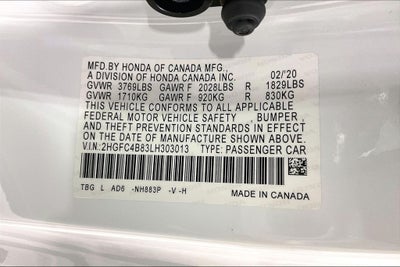 MFD.BY HONDA OF CANADA MFG.,
A DIVISION OF HONDA CANADA INC. 02/'20
GVWR 3769LBS GAWR F 2028LBS R 1829LBS
GVWR 1710KG GAWR F 920KG R 830KG
THIS VEHICLE CONFORMS TO ALL APPLICABLE
FEDERAL MOTOR VEHICLE SAFETY , BUMPER ,
AND THEFT PREVENTION STANDARDS IN EFFECT
ON THE DATE OF MANUFACTURE SHOWN ABOVE.
V.I.N:2HGFC4B83LH303013 TYPE: PASSENGER CAR
TBG L AD6 -NH883P -V -H MADE IN CANADA